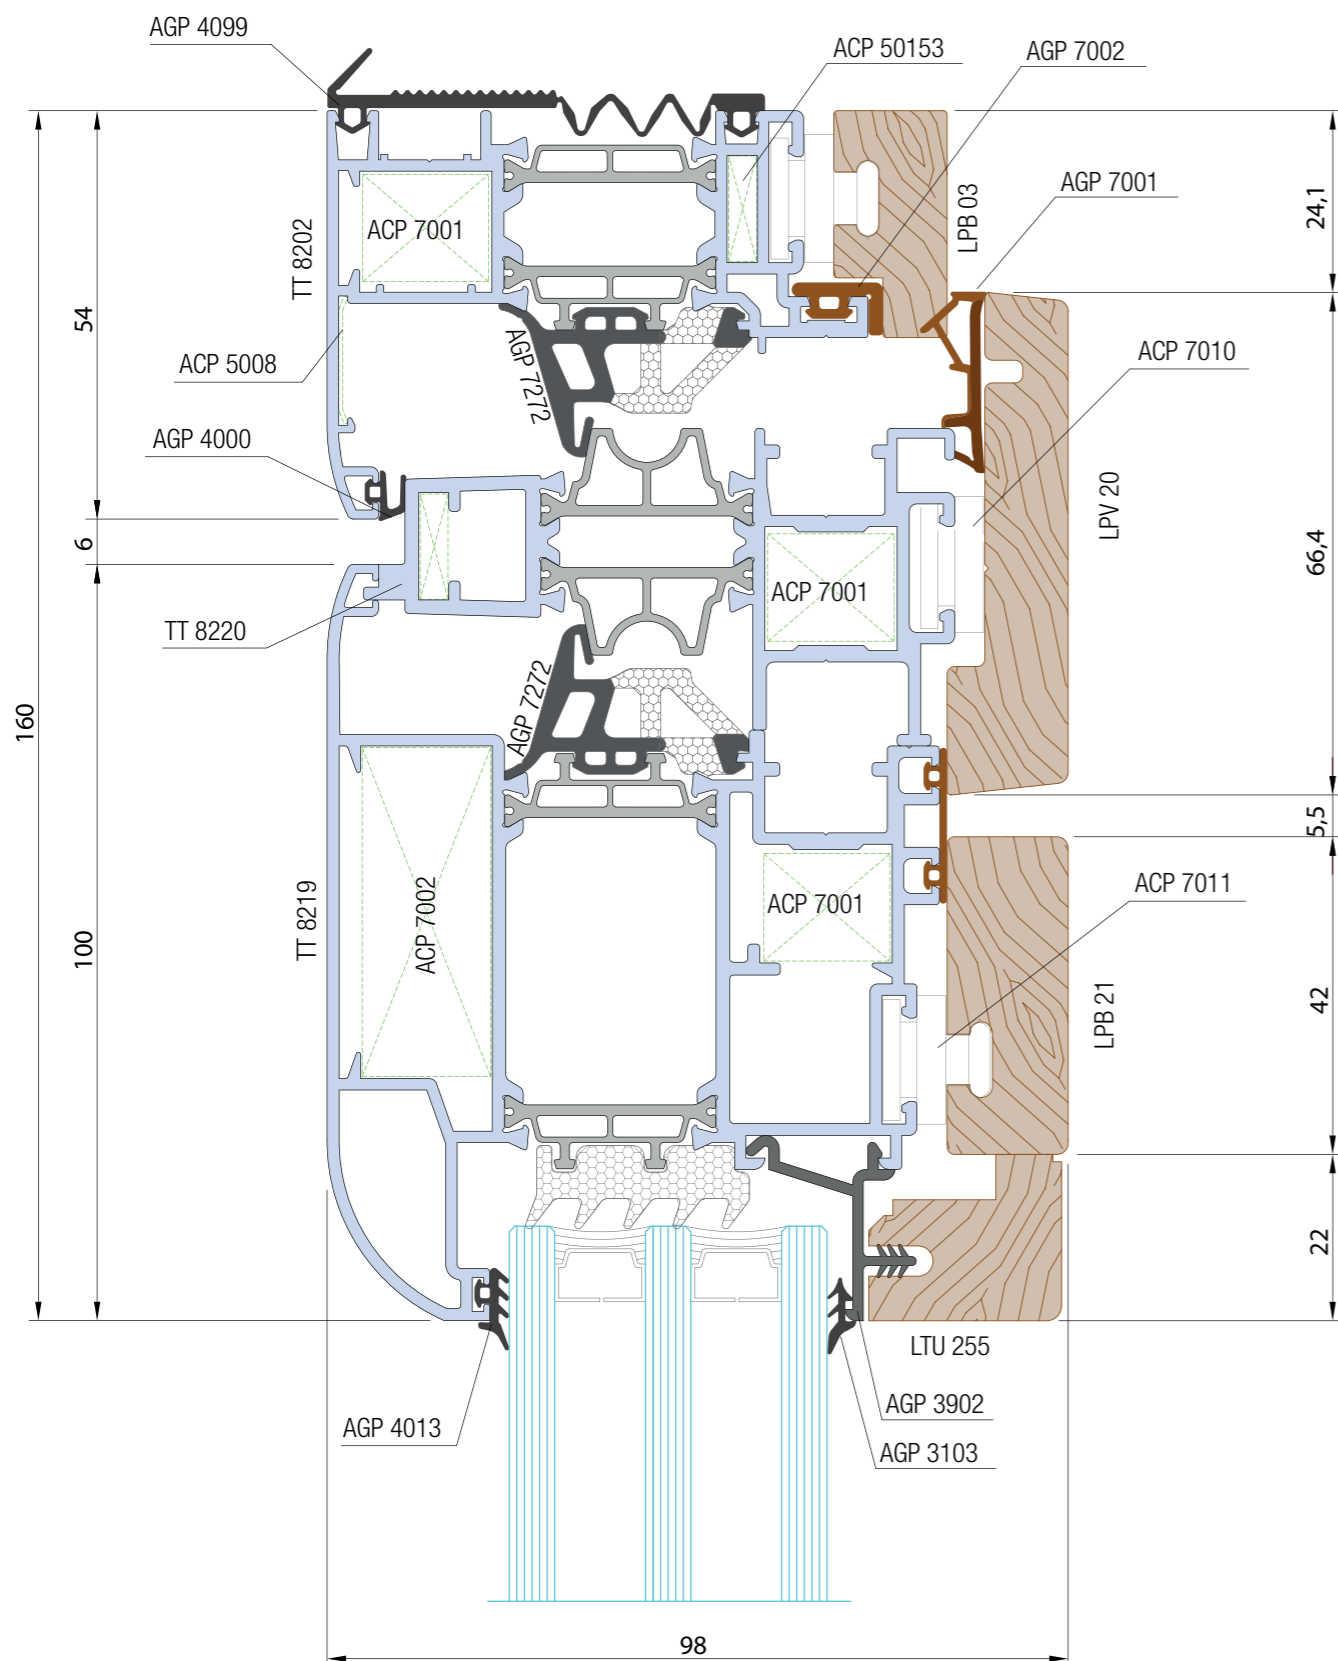 AGP 4099
ACP 50153
AGP 7002
AGP 7001
24,1
LPB 03
ACP 7001
TT 8202
54
ACP 5008
AGP 7272
ACP 7010
AGP 4000
LPV 20
6
66,4
ACP 7001
TT 8220
AGP 7272
160
5,5
ACP 7011
ACP 7001
TT 8219
ACP 7002
100
42
LPB 21
22
LTU 255
AGP 3902
AGP 4013
AGP 3103
98